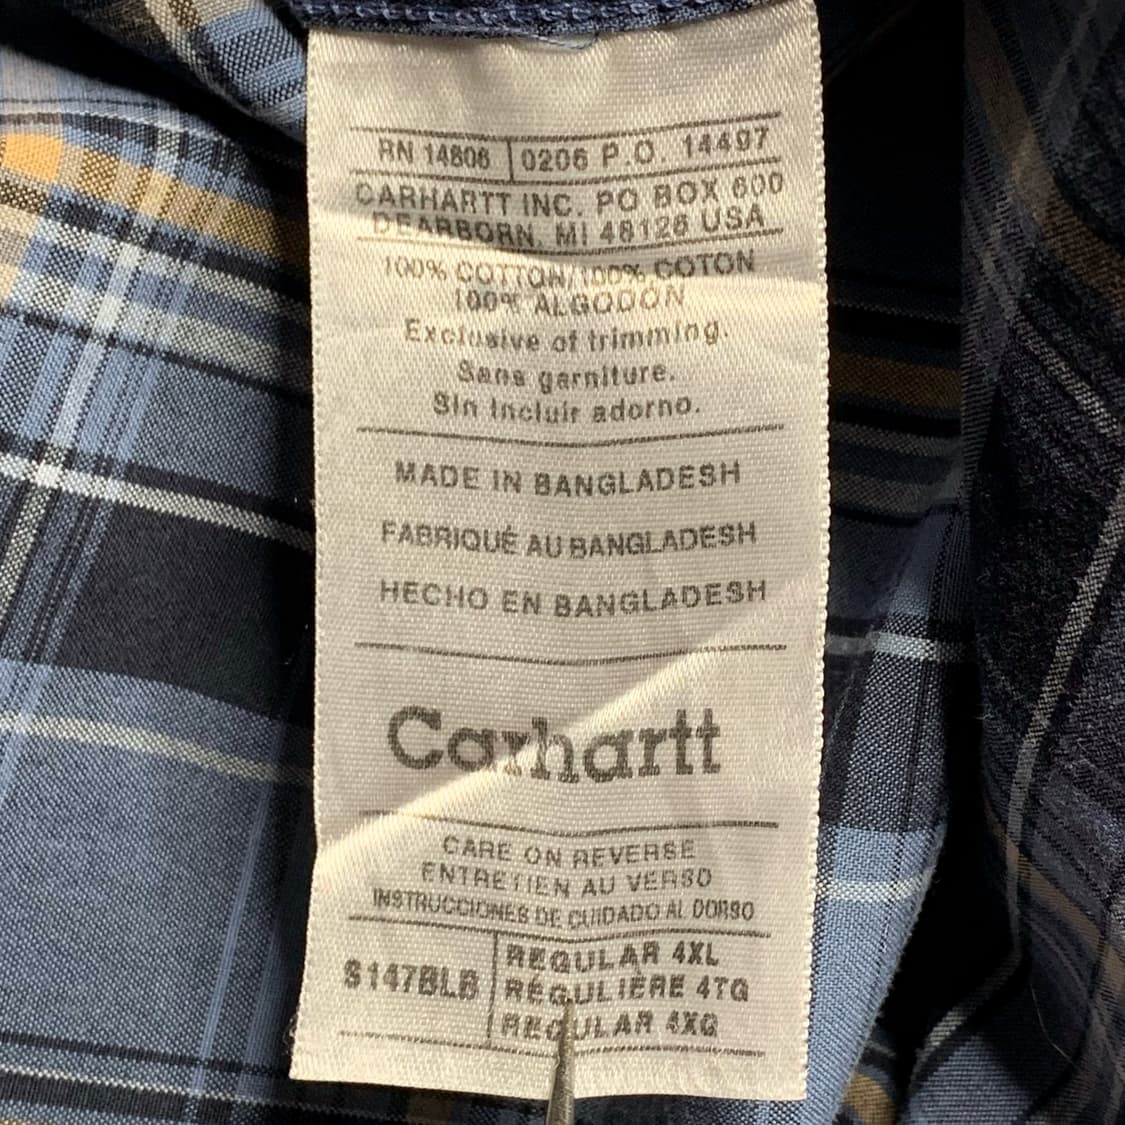 RN 14806 | 0206 P.O. 14497
CARHARTT INC. PO BOX 600
DEARBORN, MI 48126 USA
100% COTTON/100% COTON
100% ALGODÓN
Exclusive of trimming.
Sans garniture.
Sin incluir adorno.
MADE IN BANGLADESH
FABRIQUÉ AU BANGLADESH
HECHO EN BANGLADESH
Carhartt
CARE ON REVERSE
ENTRETIEN AU VERSO
INSTRUCCIONES DE CUIDADO AL DORSO
S147BLB
REGULAR 4XL
RÉGULIÈRE 4TG
REGULAR 4XG